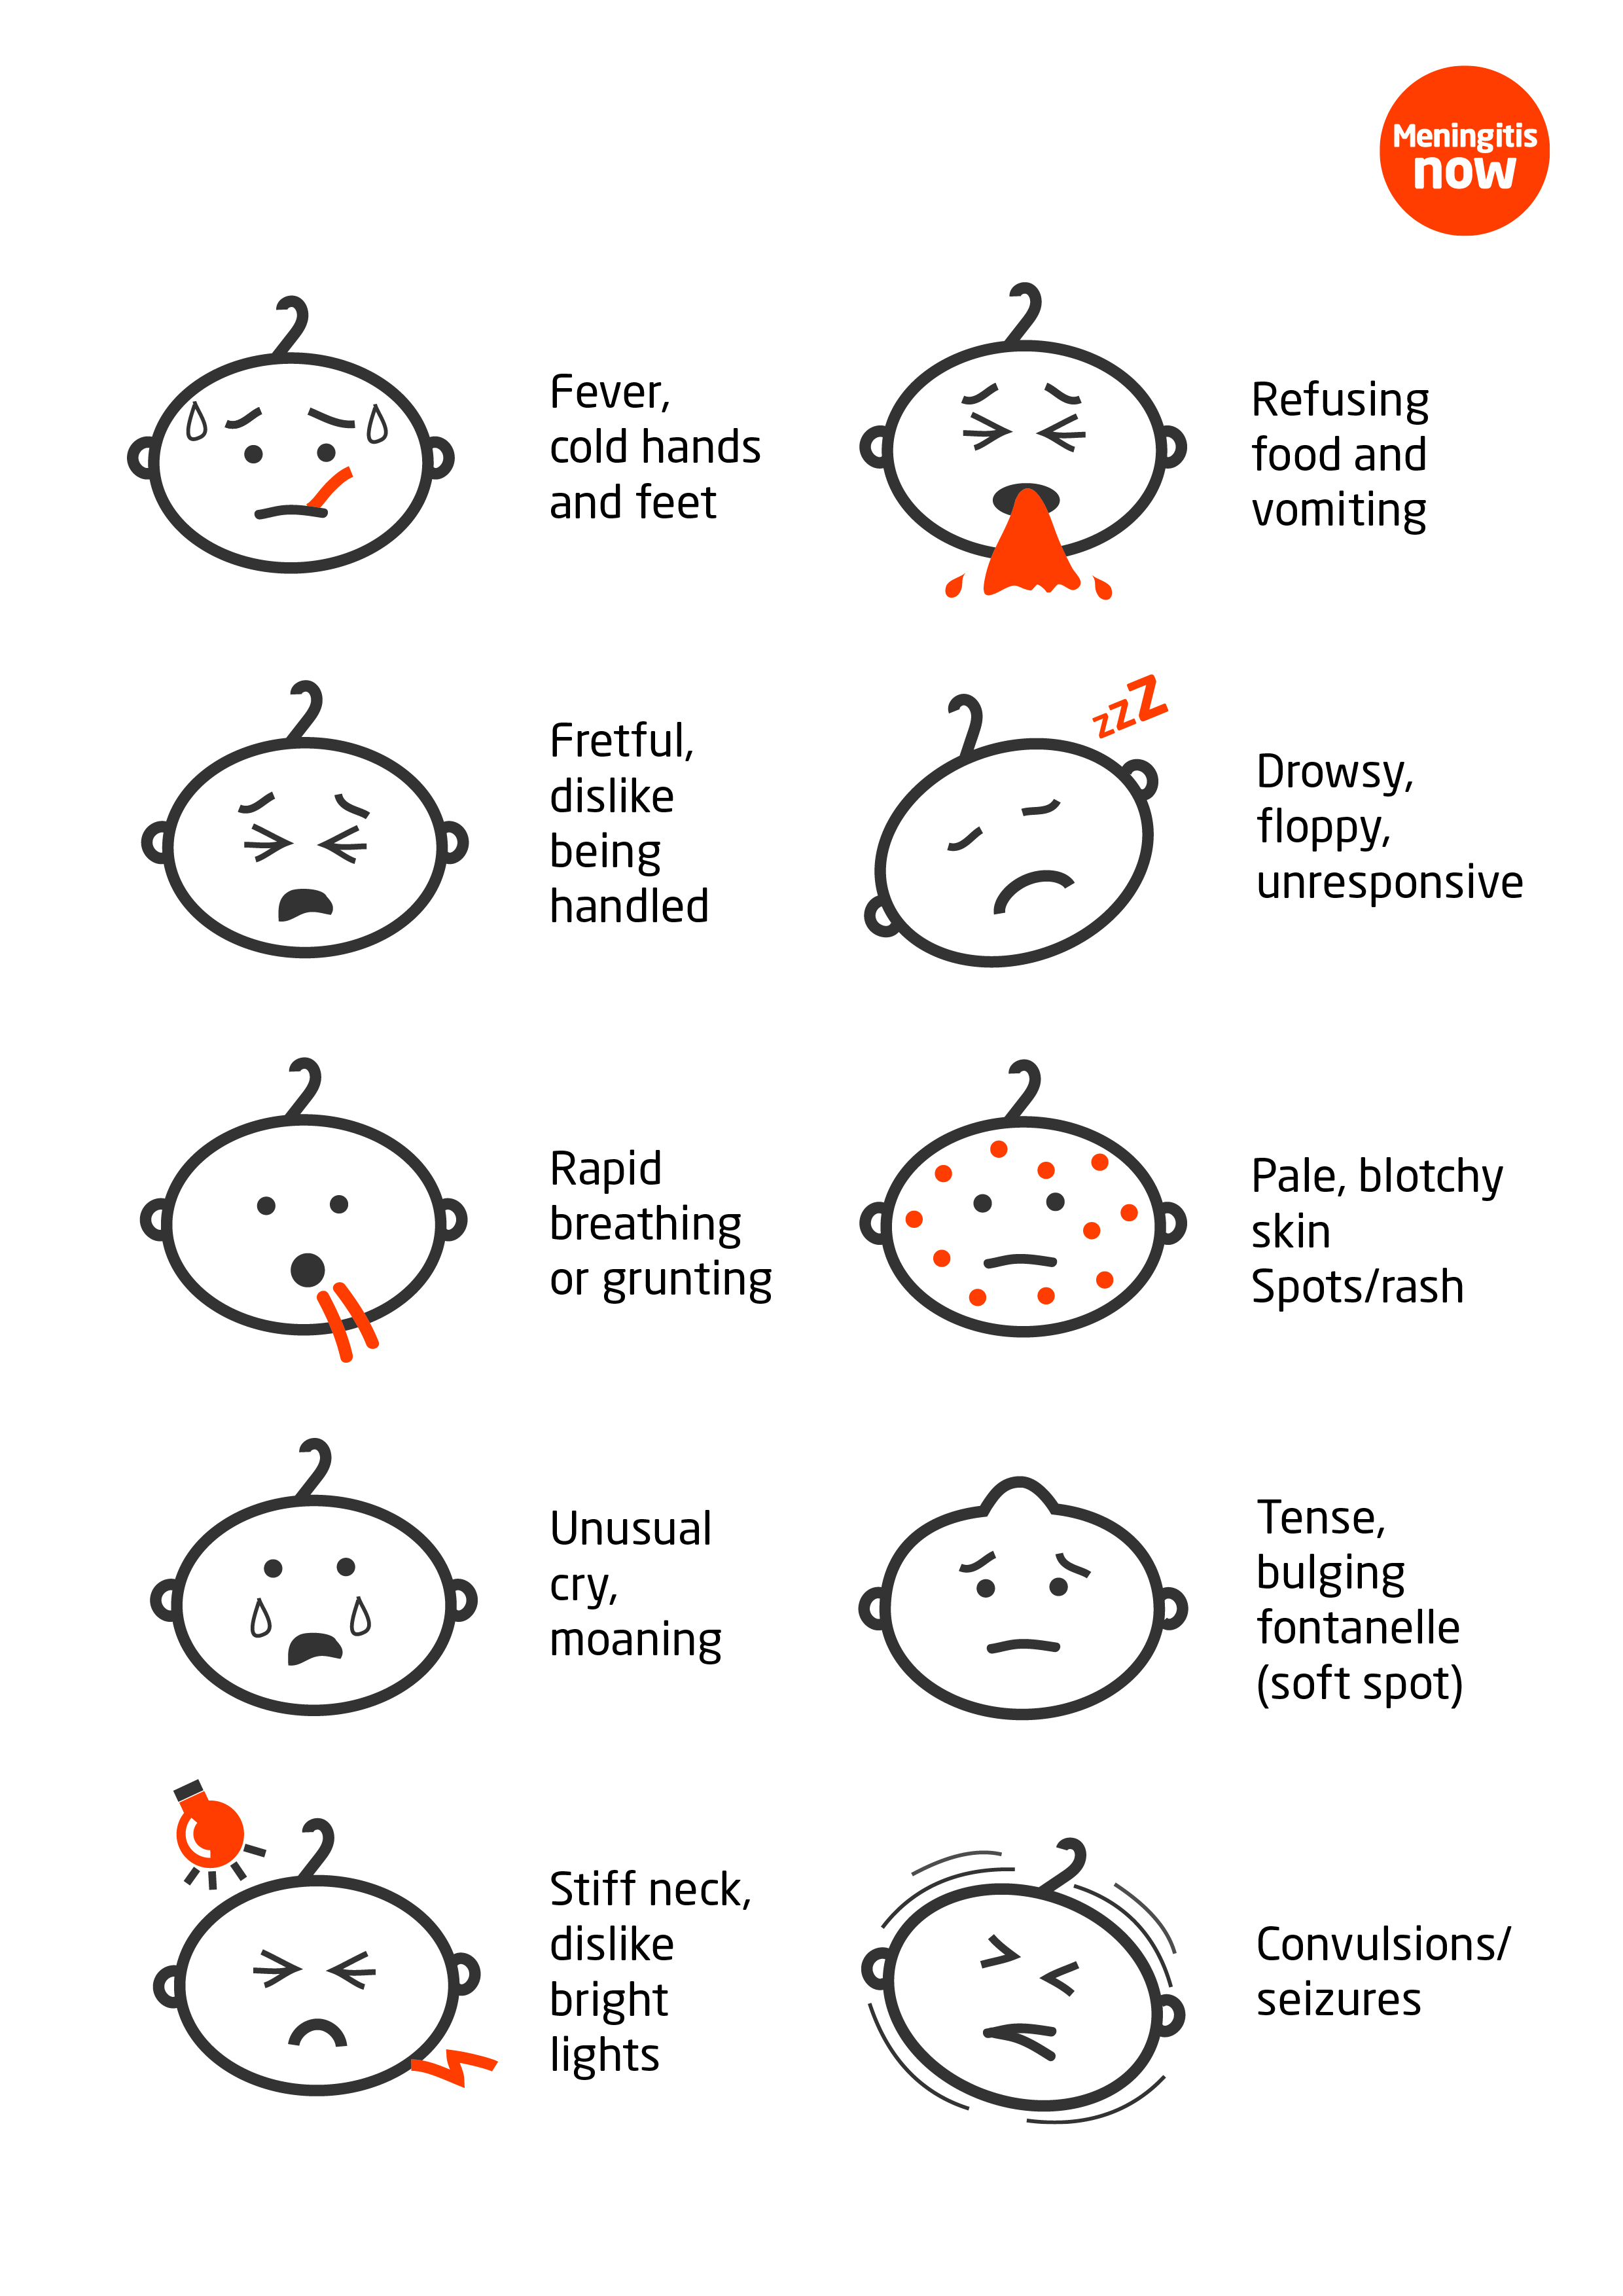 Meningitis
now
Fever,
cold hands
and feet
Refusing
food and
vomiting
Fretful,
dislike
being
handled
zzZ
Drowsy,
floppy,
unresponsive
Rapid
breathing
or grunting
Pale, blotchy
skin
Spots/rash
Unusual
cry,
moaning
Tense,
bulging
fontanelle
(soft spot)
Stiff neck,
dislike
bright
lights
Convulsions/
seizures